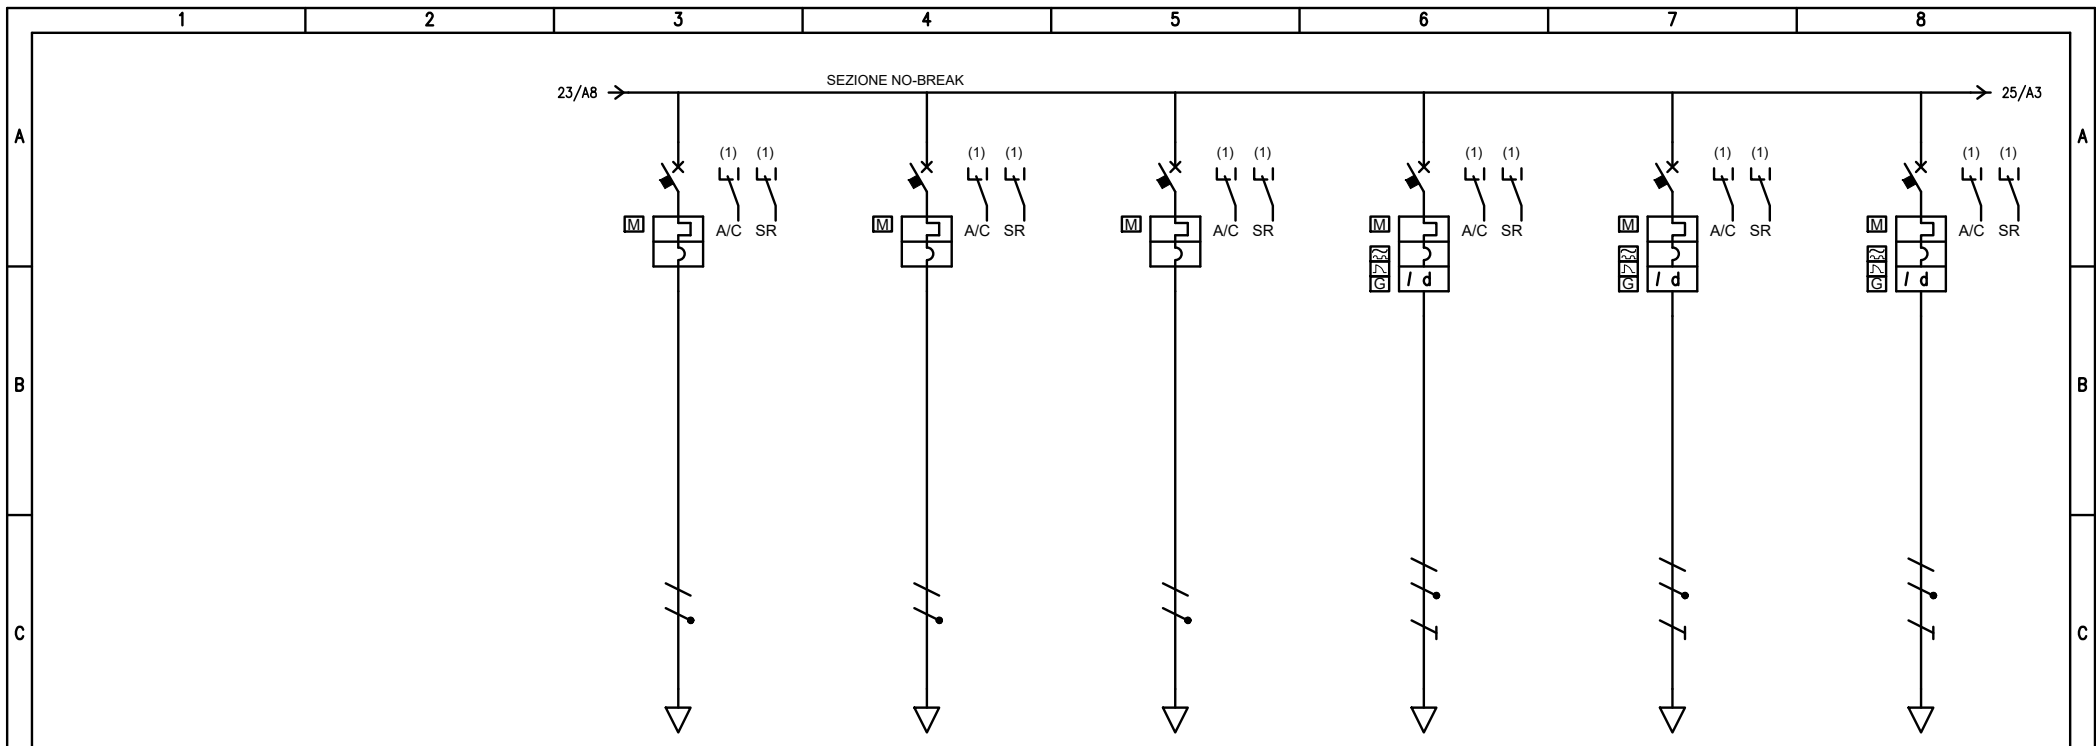 1 2 3 4 5 6 7 8
SEZIONE NO-BREAK
23/A8 25/A3
A A
(1) (1) (1) (1) (1) (1) (1) (1) (1) (1) (1) (1)
M A/C SR M A/C SR M A/C SR M A/C SR M A/C SR M A/C SR
G I d G I d G I d
B B
C C